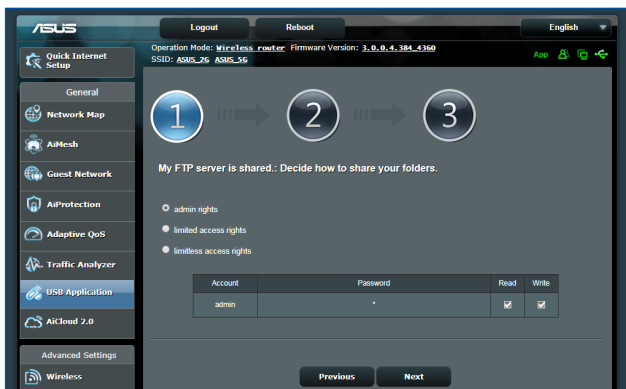 ASUS
Logout
Reboot
English
Operation Mode: Wireless router Firmware Version: 3.0.0.4.384_4360
SSID: ASUS_2G ASUS_5G
App
Quick Internet
Setup
General
Network Map
AiMesh
Guest Network
AiProtection
Adaptive QoS
Traffic Analyzer
USB Application
AiCloud 2.0
Advanced Settings
Wireless
1
2
3
My FTP server is shared.: Decide how to share your folders.
admin rights
limited access rights
limitless access rights
Account Password Read Write
admin *
Previous Next